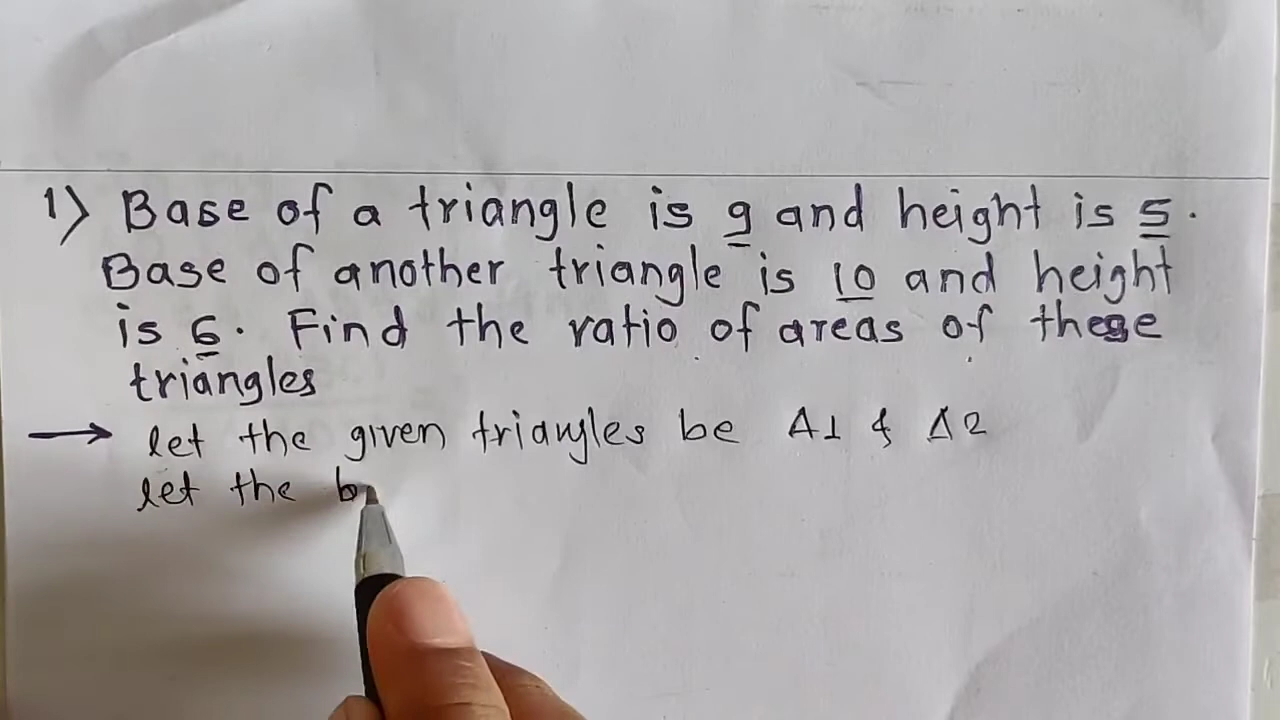 1) Base of a triangle is 9 and height is 5.
Base of another triangle is 10 and height
is 6. Find the ratio of areas of these
triangles
→ let the given triangles be A1 & Δ2
let the b